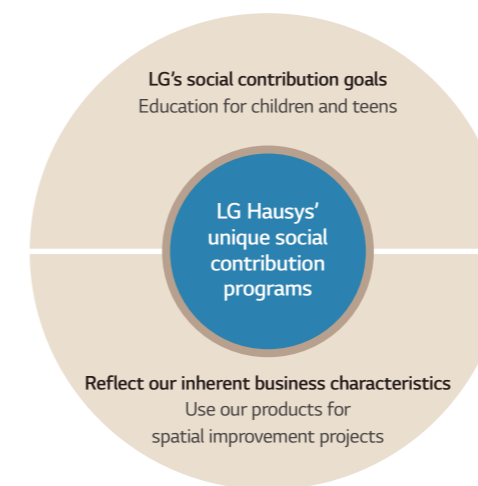 LG's social contribution goals
Education for children and teens
LG Hausys'
unique social
contribution
programs
Reflect our inherent business characteristics
Use our products for
spatial improvement projects